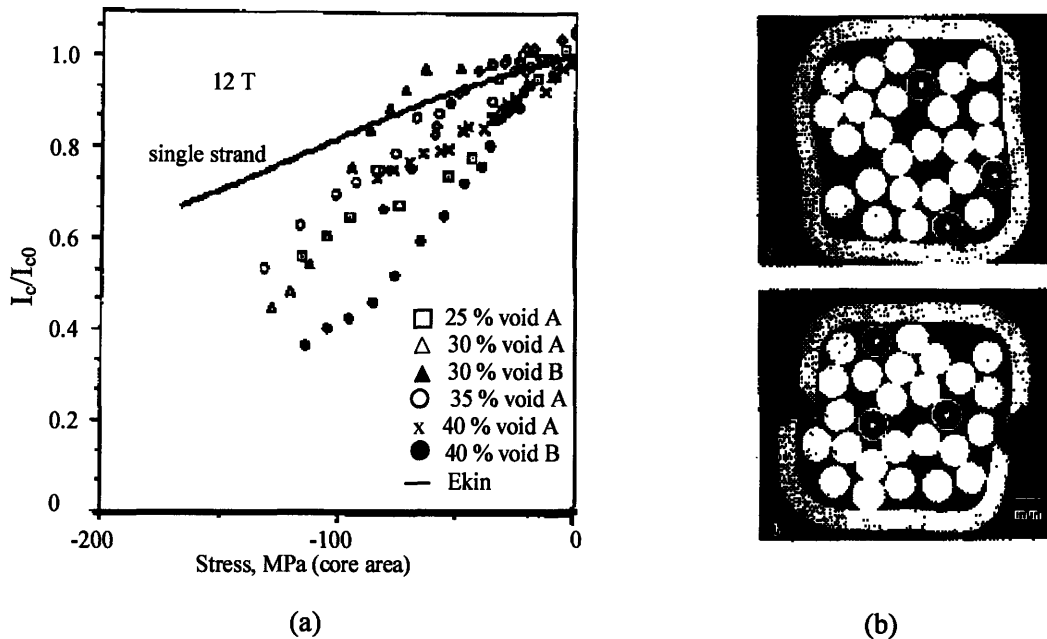 1.0
12 T
0.8
single strand
0.6
I_c/I_c0
0.4
25 % void A
30 % void A
30 % void B
35 % void A
40 % void A
40 % void B
Ekin
0.2
0
-200
-100
0
Stress, MPa (core area)
(a)
(b)